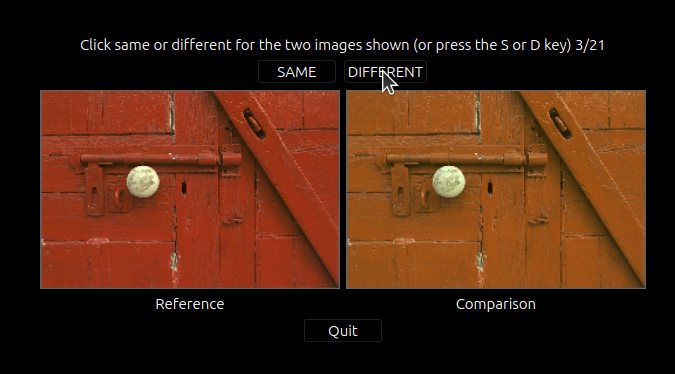 Click same or different for the two images shown (or press the S or D key) 3/21
SAME DIFFERENT
Reference Comparison
Quit